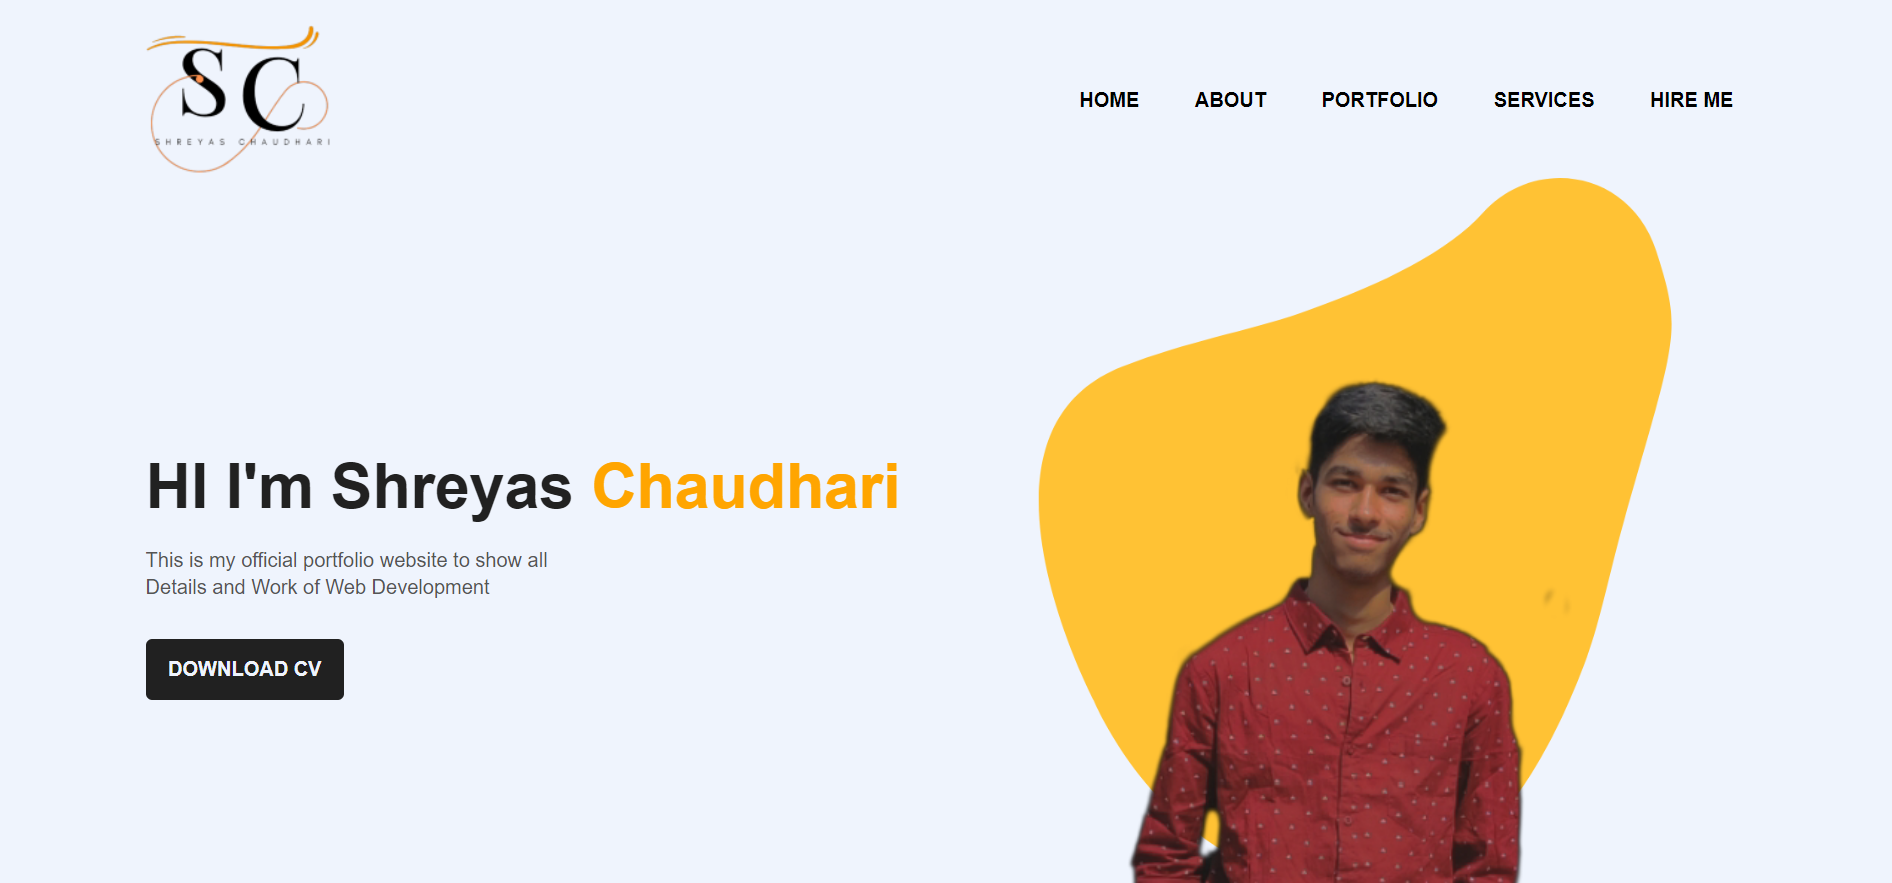 SC
SHREYAS CHAUDHARI
HOME ABOUT PORTFOLIO SERVICES HIRE ME
HI I'm Shreyas Chaudhari
This is my official portfolio website to show all
Details and Work of Web Development
DOWNLOAD CV